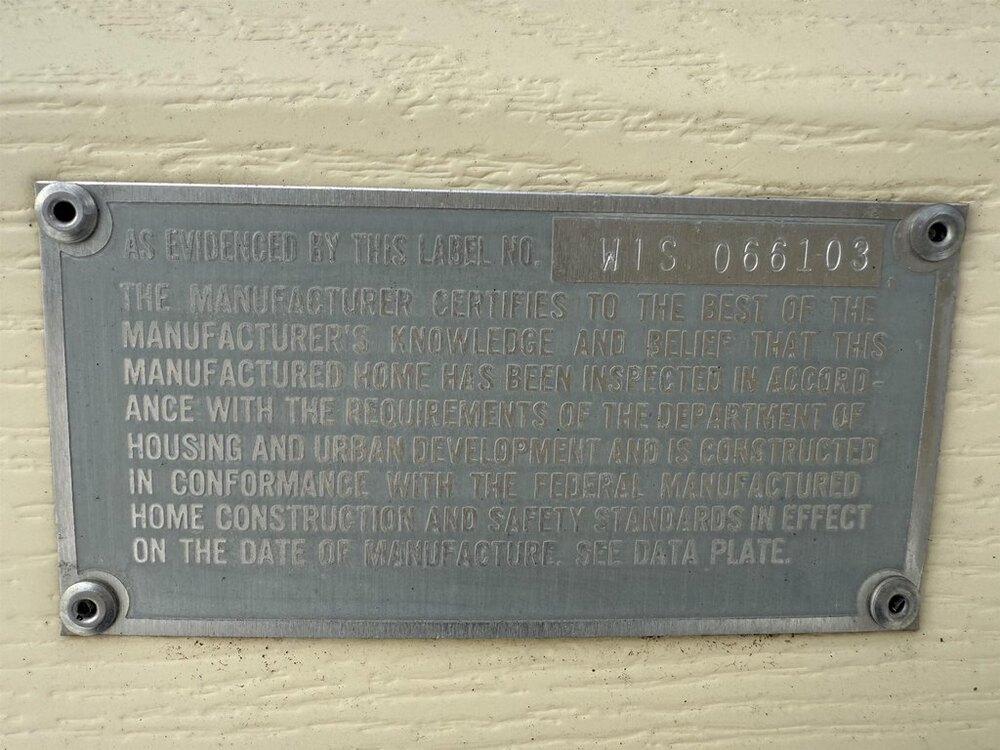 AS EVIDENCED BY THIS LABEL NO. WIS 066103
THE MANUFACTURER CERTIFIES TO THE BEST OF THE
MANUFACTURER'S KNOWLEDGE AND BELIEF THAT THIS
MANUFACTURED HOME HAS BEEN INSPECTED IN ACCORD-
ANCE WITH THE REQUIREMENTS OF THE DEPARTMENT OF
HOUSING AND URBAN DEVELOPMENT AND IS CONSTRUCTED
IN CONFORMANCE WITH THE FEDERAL MANUFACTURED
HOME CONSTRUCTION AND SAFETY STANDARDS IN EFFECT
ON THE DATE OF MANUFACTURE. SEE DATA PLATE.